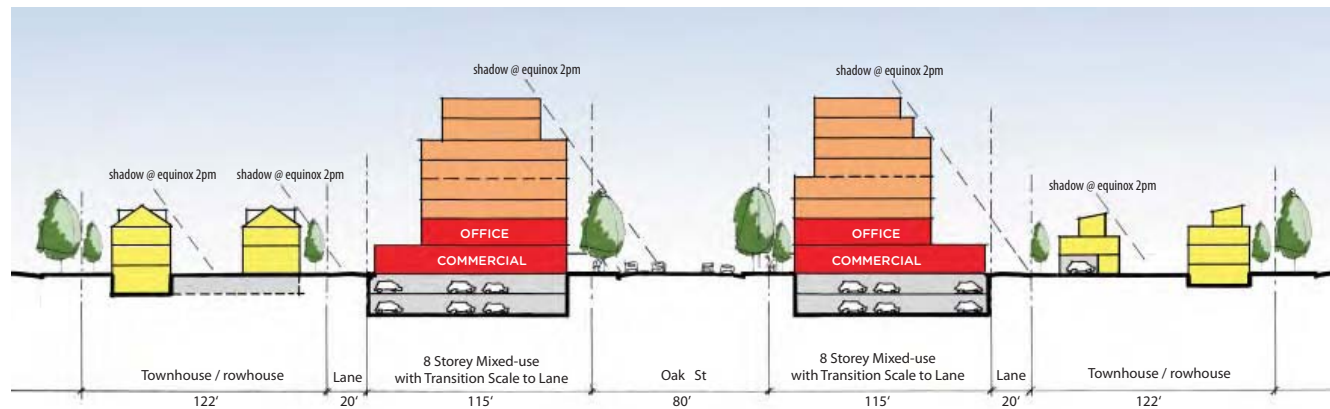 shadow @ equinox 2pm
shadow @ equinox 2pm
shadow @ equinox 2pm
shadow @ equinox 2pm
shadow @ equinox 2pm
OFFICE
COMMERCIAL
OFFICE
COMMERCIAL
Townhouse / rowhouse
122'
Lane
20'
8 Storey Mixed-use
with Transition Scale to Lane
115'
Oak St
80'
8 Storey Mixed-use
with Transition Scale to Lane
115'
Lane
20'
Townhouse / rowhouse
122'